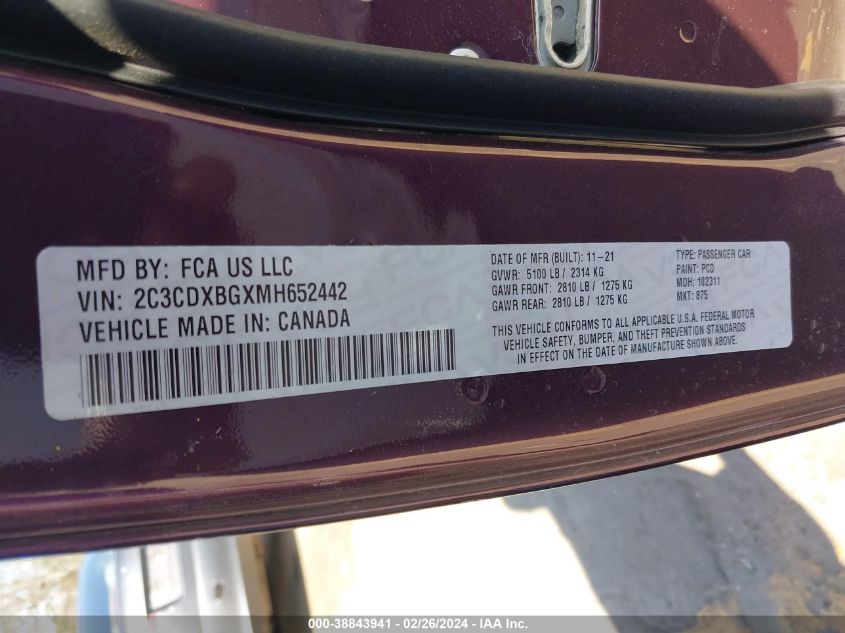 MFD BY: FCA US LLC
VIN: 2C3CDXBGXMH652442
VEHICLE MADE IN: CANADA
DATE OF MFR (BUILT): 11-21
GVWR: 5100 LB / 2314 KG
GAWR FRONT: 2810 LB / 1275 KG
GAWR REAR: 2810 LB / 1275 KG
TYPE: PASSENGER CAR
PAINT: PCD
MDH: 102311
MKT: 875
THIS VEHICLE CONFORMS TO ALL APPLICABLE U.S.A. FEDERAL MOTOR
VEHICLE SAFETY, BUMPER, AND THEFT PREVENTION STANDARDS
IN EFFECT ON THE DATE OF MANUFACTURE SHOWN ABOVE.
000-38843941 - 02/26/2024 - IAA Inc.